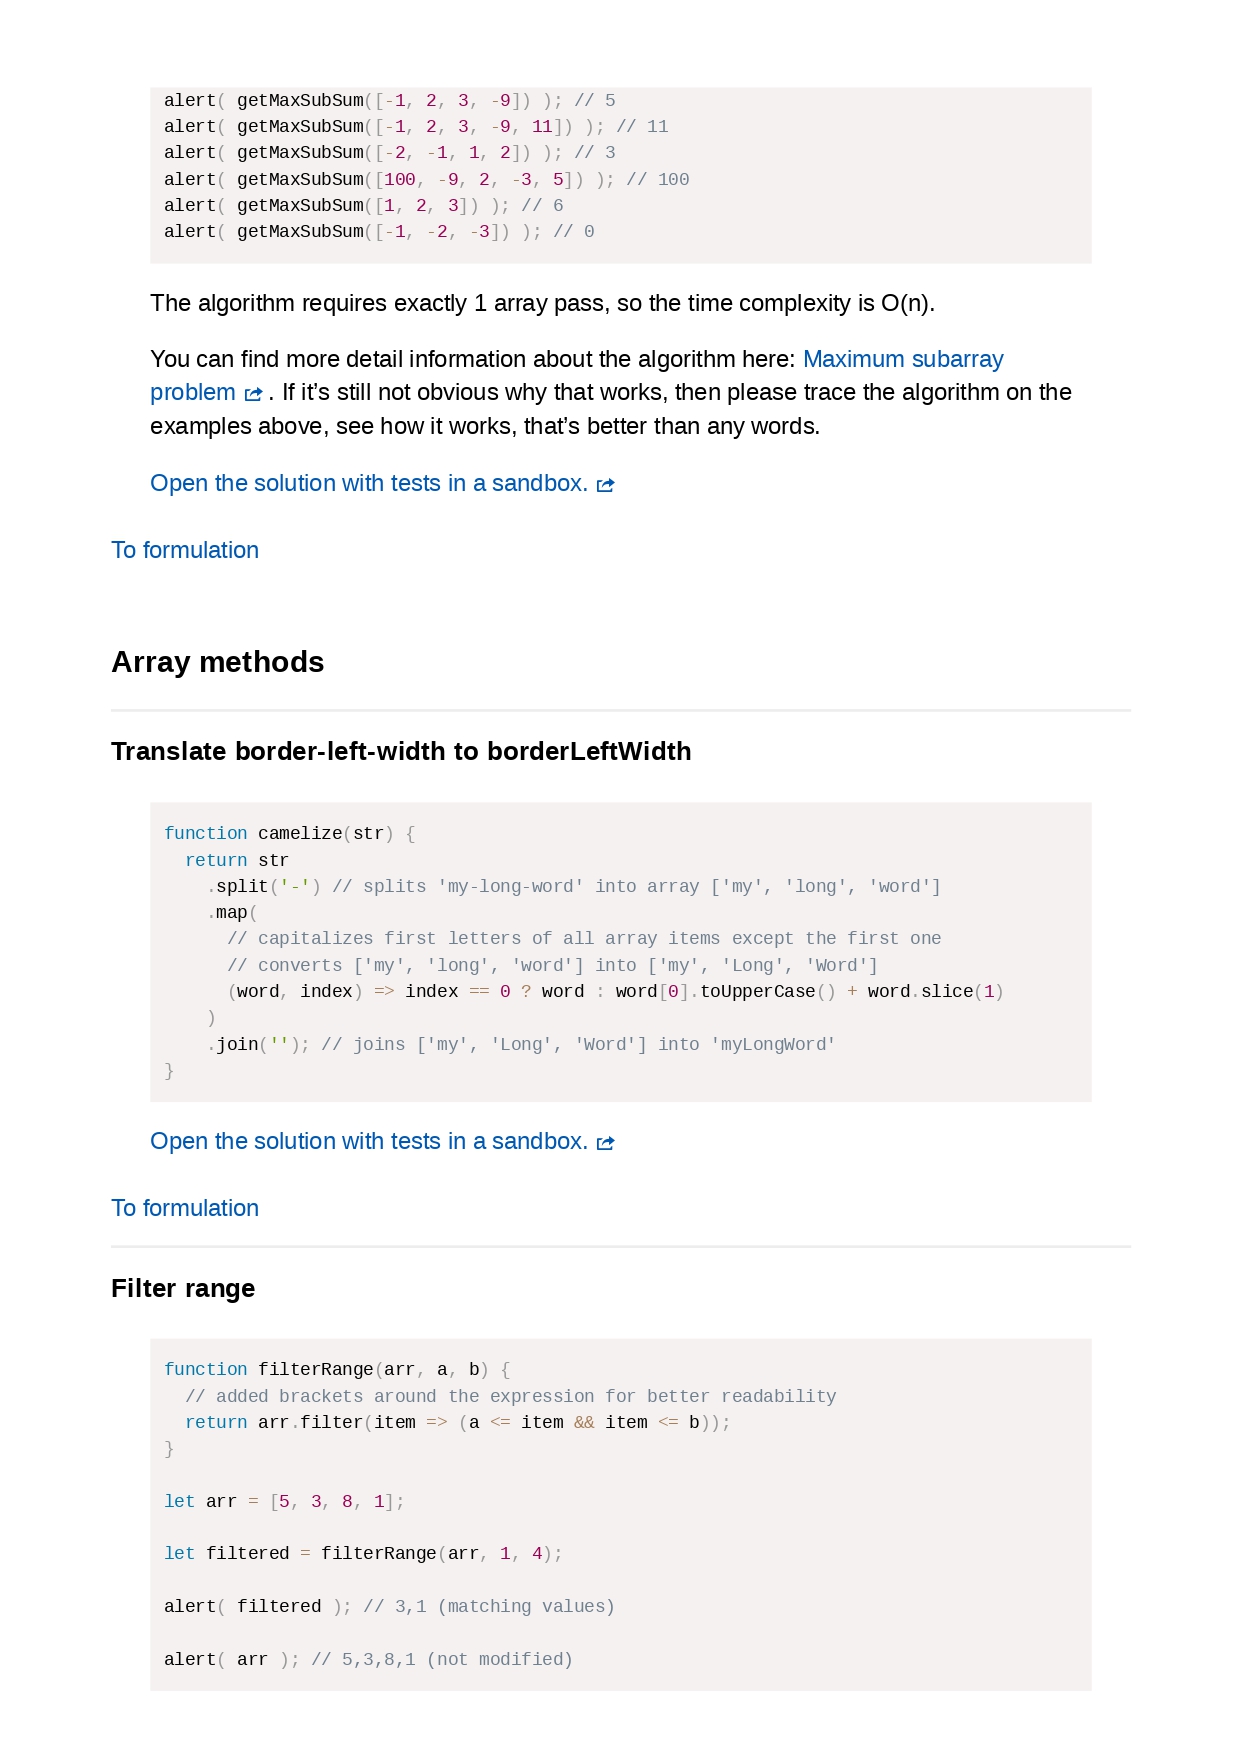 alert( getMaxSubSum([-1, 2, 3, -9]) ); // 5
alert( getMaxSubSum([-1, 2, 3, -9, 11]) ); // 11
alert( getMaxSubSum([-2, -1, 1, 2]) ); // 3
alert( getMaxSubSum([100, -9, 2, -3, 5]) ); // 100
alert( getMaxSubSum([1, 2, 3]) ); // 6
alert( getMaxSubSum([-1, -2, -3]) ); // 0
The algorithm requires exactly 1 array pass, so the time complexity is O(n).
You can find more detail information about the algorithm here: Maximum subarray
problem . If it’s still not obvious why that works, then please trace the algorithm on the
examples above, see how it works, that’s better than any words.
Open the solution with tests in a sandbox.
To formulation
Array methods
Translate border-left-width to borderLeftWidth
function camelize(str) {
  return str
    .split('-') // splits 'my-long-word' into array ['my', 'long', 'word']
    .map(
      // capitalizes first letters of all array items except the first one
      // converts ['my', 'long', 'word'] into ['my', 'Long', 'Word']
      (word, index) => index == 0 ? word : word[0].toUpperCase() + word.slice(1)
    )
    .join(''); // joins ['my', 'Long', 'Word'] into 'myLongWord'
}
Open the solution with tests in a sandbox.
To formulation
Filter range
function filterRange(arr, a, b) {
  // added brackets around the expression for better readability
  return arr.filter(item => (a <= item && item <= b));
}
let arr = [5, 3, 8, 1];
let filtered = filterRange(arr, 1, 4);
alert( filtered ); // 3,1 (matching values)
alert( arr ); // 5,3,8,1 (not modified)